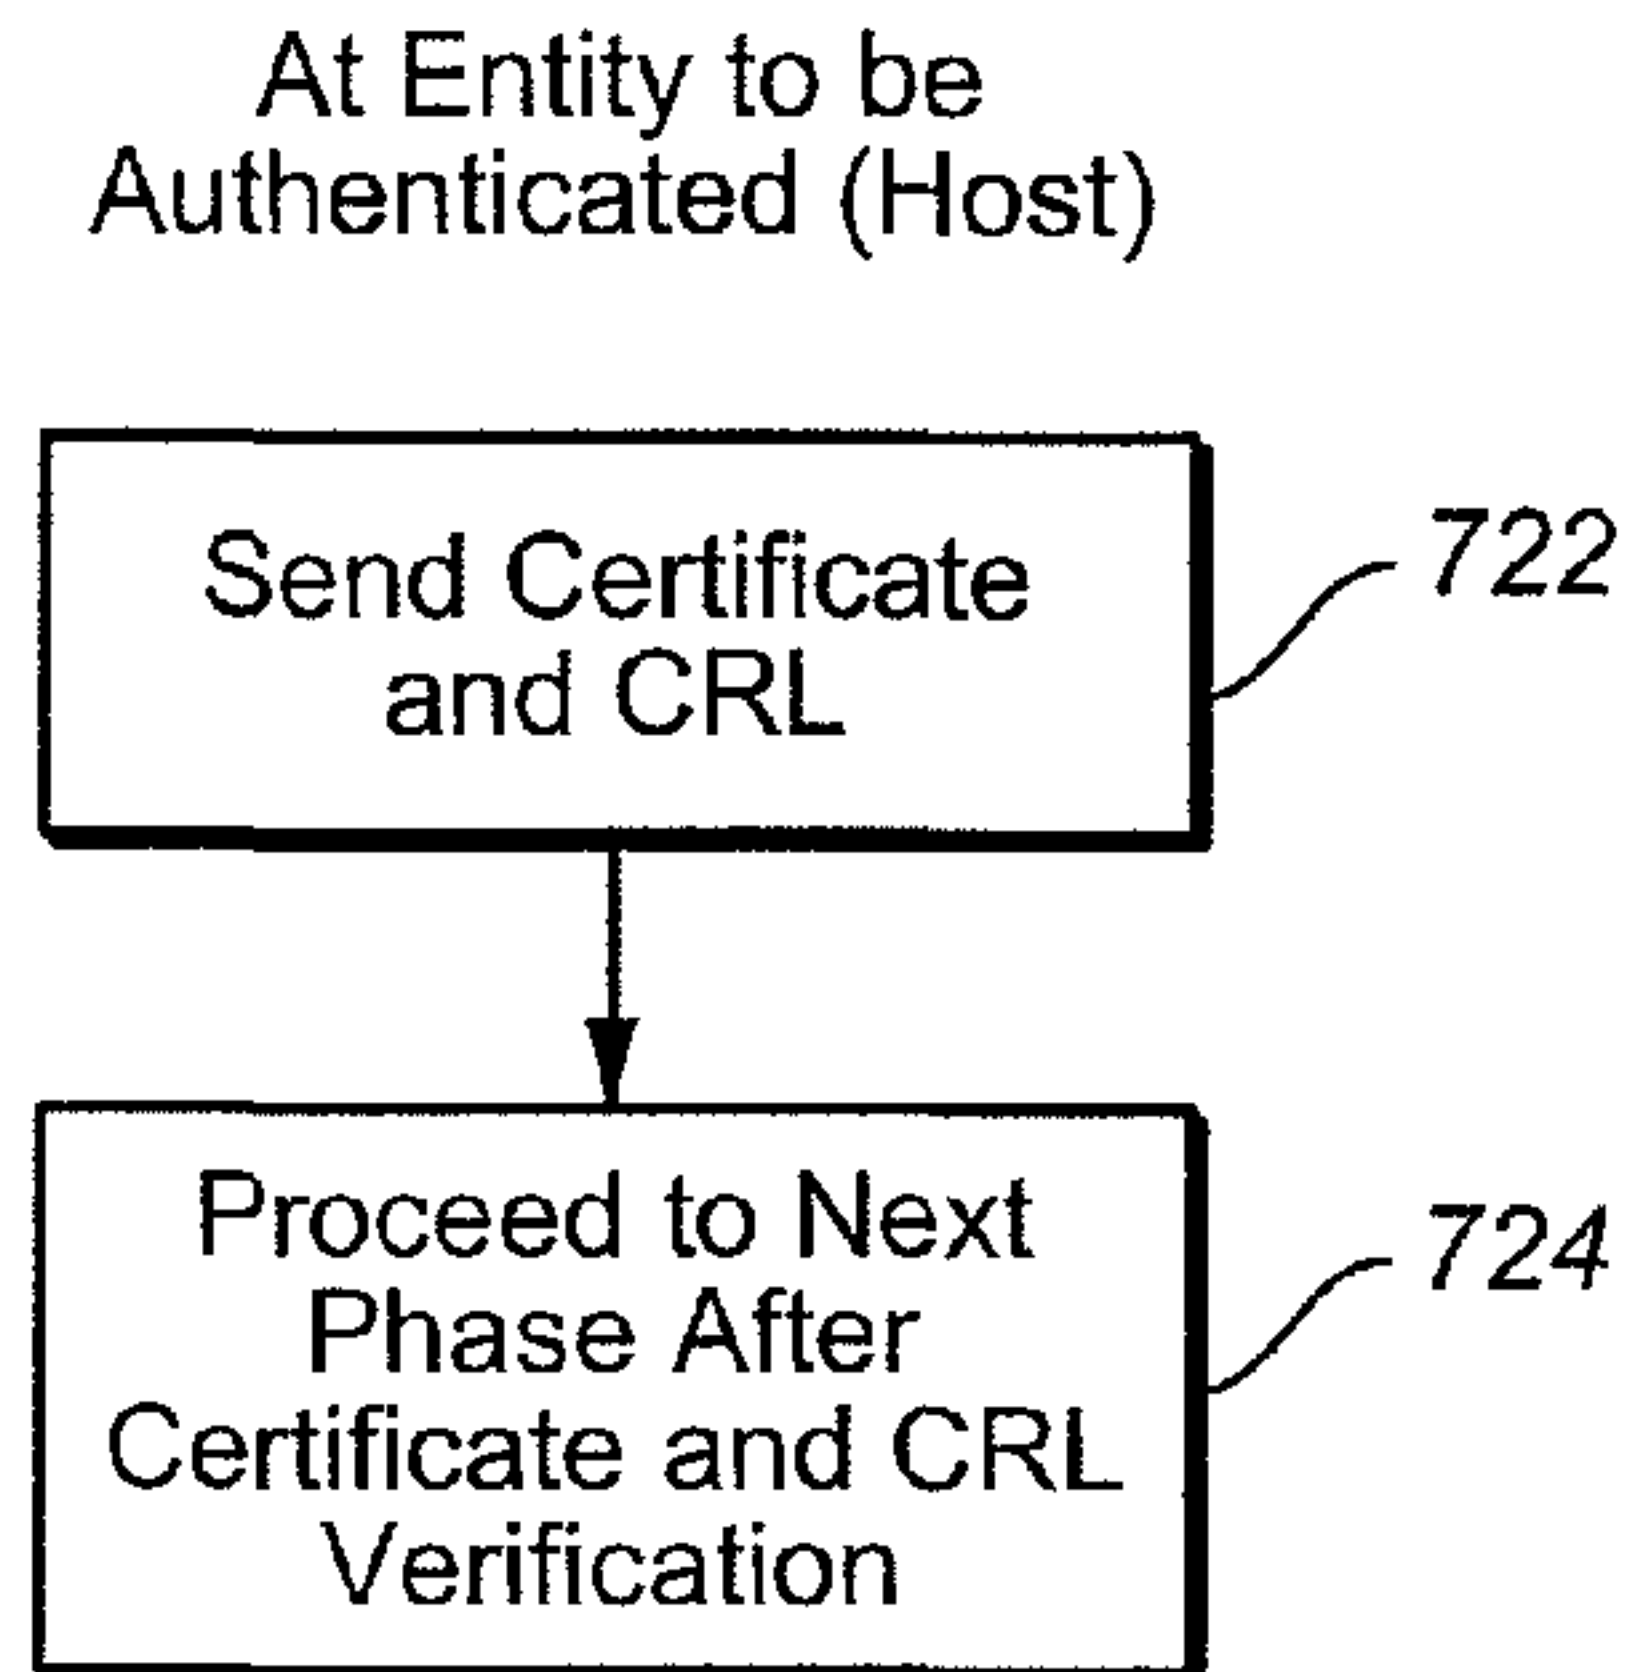 At Entity to be
Authenticated (Host)
Send Certificate
and CRL
722
Proceed to Next
Phase After
Certificate and CRL
Verification
724